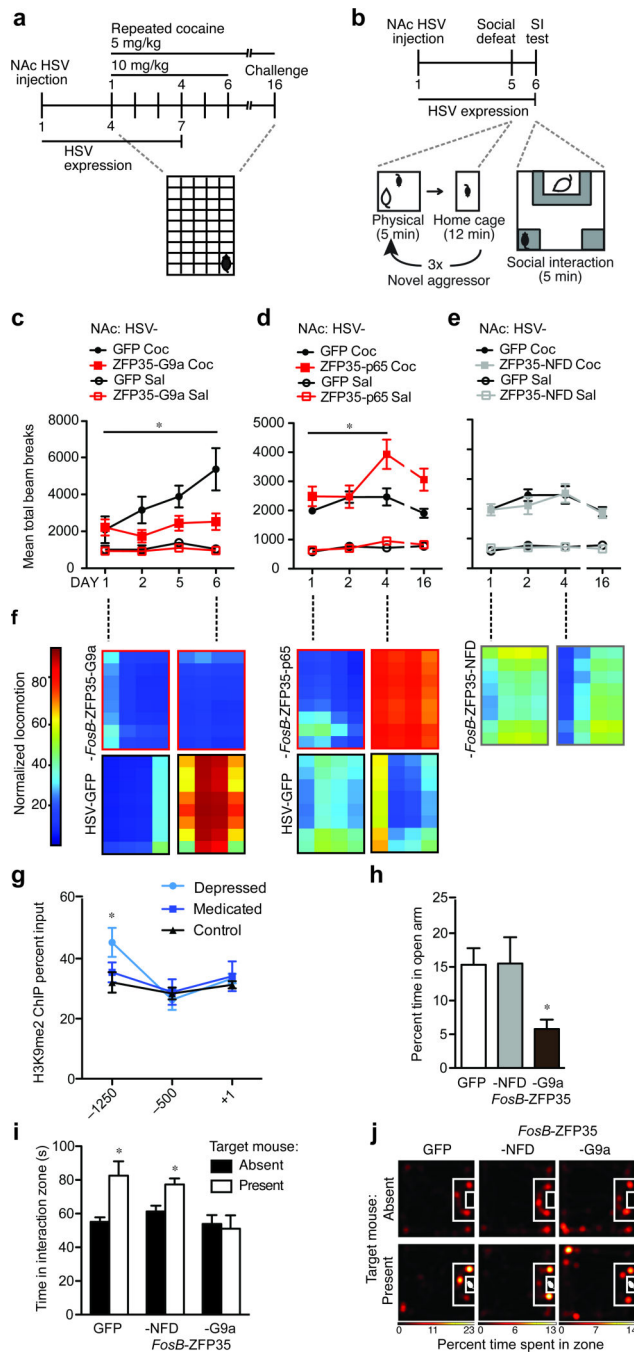 a
Repeated cocaine
5 mg/kg
10 mg/kg
NAc HSV
injection
Challenge
1 4 6 16
1 4 7
HSV
expression
b
NAc HSV
injection
Social
defeat
SI
test
1 5 6
HSV expression
Physical
(5 min)
Home cage
(12 min)
3x
Novel aggressor
Social interaction
(5 min)
c
NAc: HSV-
GFP Coc
ZFP35-G9a Coc
GFP Sal
ZFP35-G9a Sal
*
Mean total beam breaks
8000
6000
4000
2000
0
DAY 1 2 5 6
d
NAc: HSV-
GFP Coc
ZFP35-p65 Coc
GFP Sal
ZFP35-p65 Sal
*
5000
4000
3000
2000
1000
0
1 2 4 16
e
NAc: HSV-
GFP Coc
ZFP35-NFD Coc
GFP Sal
ZFP35-NFD Sal
1 2 4 16
f
Normalized locomotion
80
60
40
20
-FosB-ZFP35-G9a
HSV-GFP
-FosB-ZFP35-p65
HSV-GFP
-FosB-ZFP35-NFD
g
H3K9me2 ChIP percent input
60
40
20
0
*
Depressed
Medicated
Control
–1250
–500
+1
h
Percent time in open arm
25
20
15
10
5
0
*
GFP -NFD -G9a
FosB-ZFP35
i
Time in interaction zone (s)
100
80
60
40
20
0
* *
Target mouse:
Absent
Present
GFP -NFD -G9a
FosB-ZFP35
j
FosB-ZFP35
GFP -NFD -G9a
Target mouse:
Absent
Present
0 11 23
0 6 13
0 7 14
Percent time spent in zone